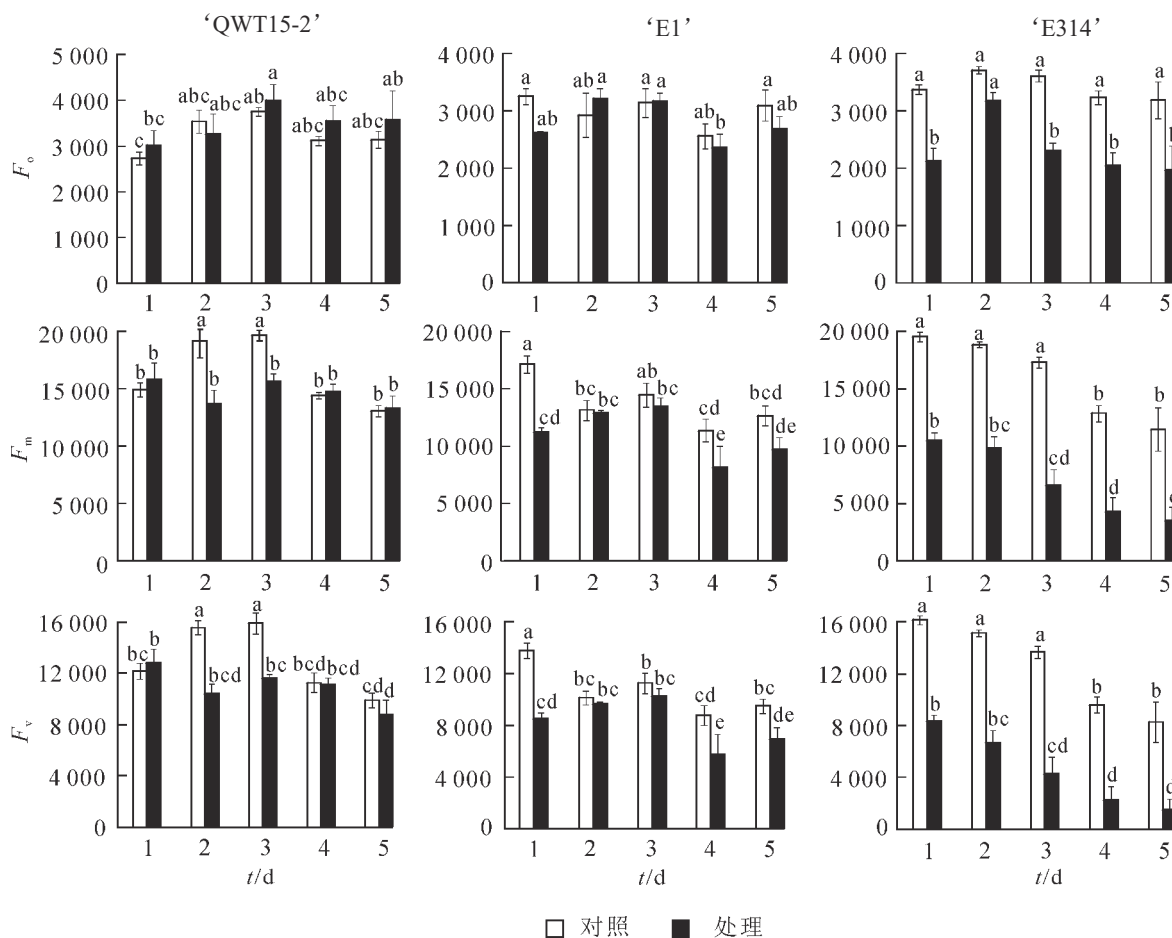 ‘QWT15-2’ ‘E1’ ‘E314’
5 000 4 000 3 000 2 000 1 000 0
Fo
c bc abc abc ab a abc abc ab ab
1 2 3 4 5
4 000 3 000 2 000 1 000 0
a ab ab a a a ab b a ab
1 2 3 4 5
4 000 3 000 2 000 1 000 0
a b a a a b a b a b
1 2 3 4 5
20 000 15 000 10 000 5 000 0
Fm
b b a b a b b b b b
1 2 3 4 5
20 000 15 000 10 000 5 000 0
a cd bc bc ab bc cd e bcd de
1 2 3 4 5
20 000 15 000 10 000 5 000 0
a b a bc a cd b d b
1 2 3 4 5
16 000 12 000 8 000 4 000 0
Fv
bc b a bcd a bc bcd bcd cd d
1 2 3 4 5
t/d
16 000 12 000 8 000 4 000 0
a cd bc bc b bc cd e bc de
1 2 3 4 5
t/d
16 000 12 000 8 000 4 000 0
a b a bc a cd b d b d
1 2 3 4 5
t/d
对照 处理